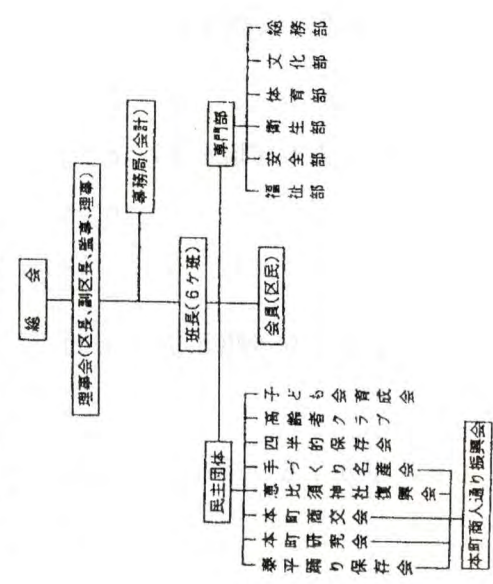 総会
理事会(区長、副区長、監事、理事)
事務局(会計)
班長(6ケ班)
民主団体
専門部
会員(区民)
子ども会育成会
高齢者クラブ
四半的保存会
手づくり名産会
恵比須神社復興会
本町商交会
本町研究会
泰平踊り保存会
本町商人通り振興会
総務部
文化部
体育部
衛生部
安全部
福祉部